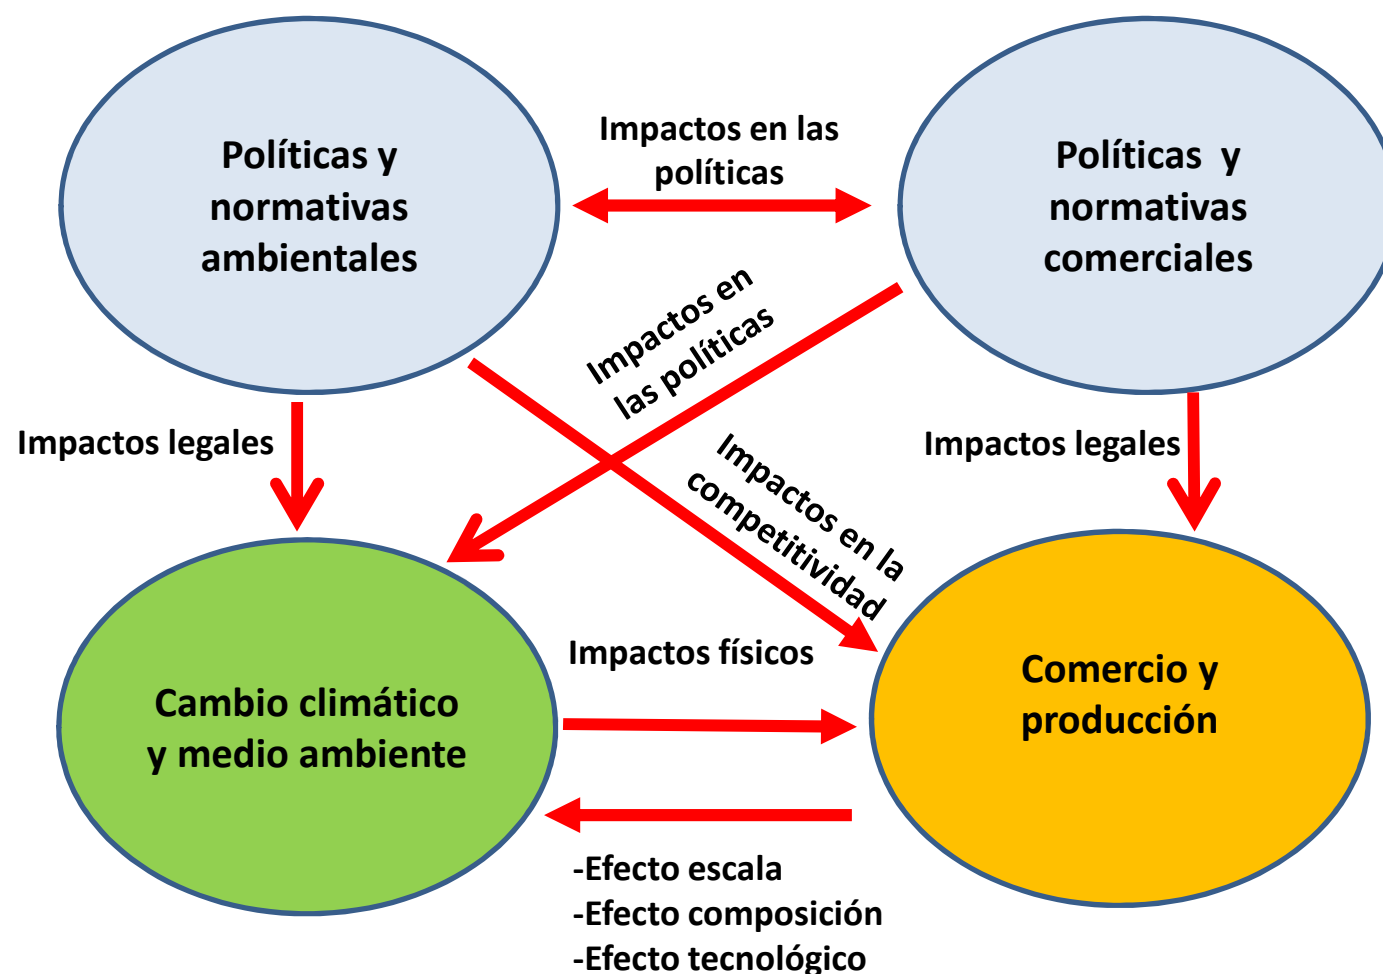 Políticas y
normativas
ambientales
Impactos en las
políticas
Políticas y
normativas
comerciales
Impactos en
las políticas
Impactos legales
Impactos en la
competitividad
Impactos legales
Cambio climático
y medio ambiente
Impactos físicos
Comercio y
producción
-Efecto escala
-Efecto composición
-Efecto tecnológico